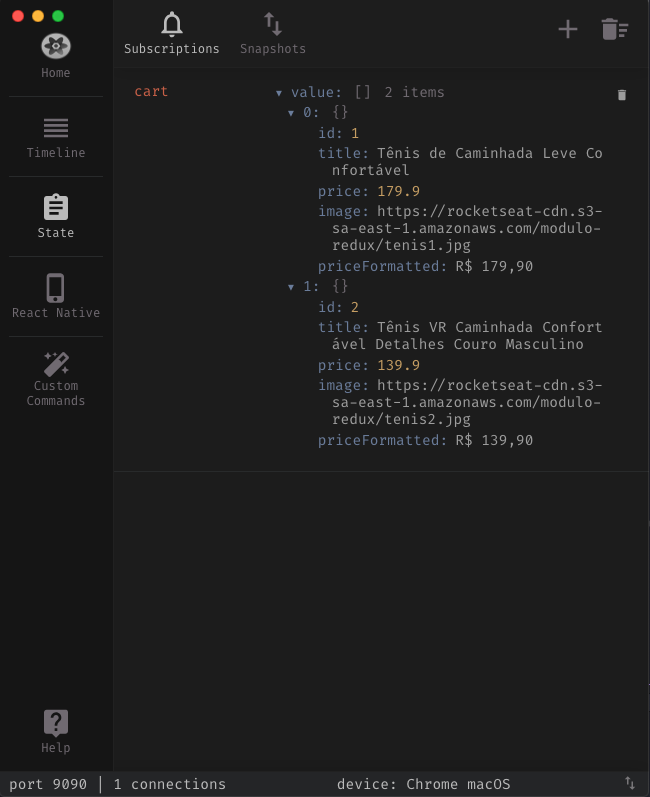 Subscriptions
Snapshots
Home
Timeline
State
React Native
Custom
Commands
Help
cart
▼ value: [] 2 items
▼ 0: {}
id: 1
title: Tênis de Caminhada Leve Co
nfortável
price: 179.9
image: https://rocketseat-cdn.s3-
sa-east-1.amazonaws.com/modulo-
redux/tenis1.jpg
priceFormatted: R$ 179,90
▼ 1: {}
id: 2
title: Tênis VR Caminhada Confort
ável Detalhes Couro Masculino
price: 139.9
image: https://rocketseat-cdn.s3-
sa-east-1.amazonaws.com/modulo-
redux/tenis2.jpg
priceFormatted: R$ 139,90
port 9090 | 1 connections
device: Chrome macOS